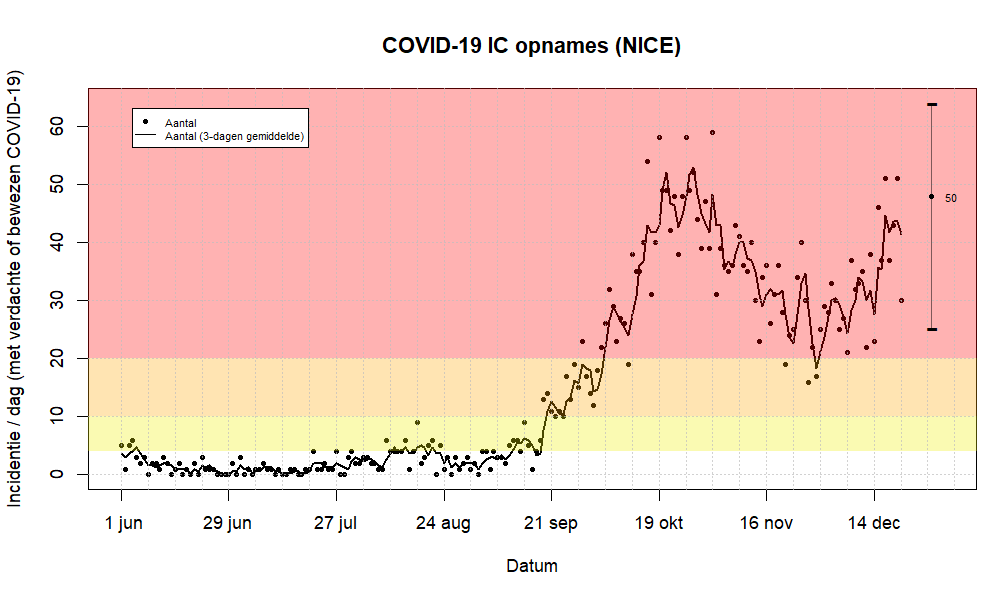 COVID-19 IC opnames (NICE)
Incidentie / dag (met verdachte of bewezen COVID-19)
Aantal
Aantal (3-dagen gemiddelde)
60
50
40
30
20
10
0
50
1 jun 29 jun 27 jul 24 aug 21 sep 19 okt 16 nov 14 dec
Datum